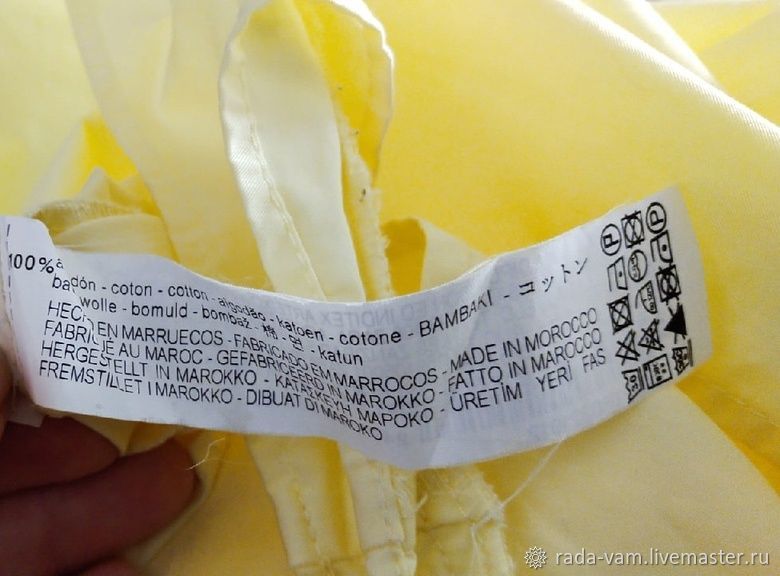 100%
badón - coton - cotton - algodão - katoen - cotone - BAMBAKI - コットン
wolle - bomuld - bombaž - 棉 - 면 - katun
HECHO EN MARRUECOS - FABRICADO EM MARROCOS - MADE IN MOROCCO
FABRIQUÉ AU MAROC - GEFABRICEERD IN MAROKKO - FATTO IN MAROCCO
HERGESTELLT IN MAROKKO - ΚΑΤΑΣΚΕΥΗ ΜΑΡΟΚΟ - ÜRETİM YERİ FAS
FREMSTILLET I MAROKKO - DIBUAT DI MAROKO
P P
rada-vam.livemaster.ru